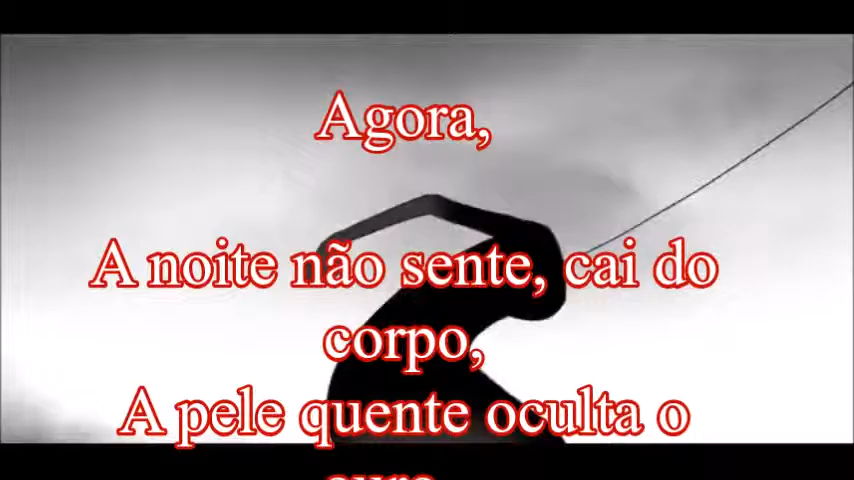 Agora,
A noite não sente, cai do
corpo,
A pele quente oculta o